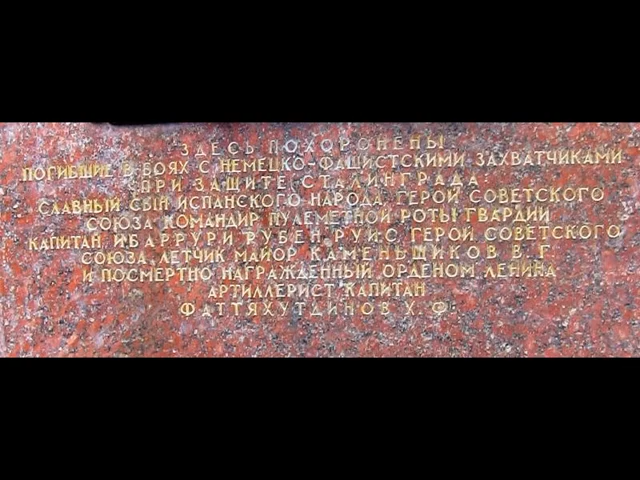 ЗДЕСЬ ПОХОРОНЕНЫ
ПОГИБШИЕ В БОЯХ С НЕМЕЦКО-ФАШИСТСКИМИ ЗАХВАТЧИКАМИ
ПРИ ЗАЩИТЕ СТАЛИНГРАДА:
СЛАВНЫЙ СЫН ИСПАНСКОГО НАРОДА, ГЕРОЙ СОВЕТСКОГО
СОЮЗА КОМАНДИР ПУЛЕМЕТНОЙ РОТЫ ГВАРДИИ
КАПИТАН ИБАРРУРИ РУБЕН РУИС, ГЕРОЙ СОВЕТСКОГО
СОЮЗА, ЛЕТЧИК МАЙОР КАМЕНЬЩИКОВ В. Г.
И ПОСМЕРТНО НАГРАЖДЕННЫЙ ОРДЕНОМ ЛЕНИНА
АРТИЛЛЕРИСТ КАПИТАН
ФАТТЯХУТДИНОВ Х. Ф.